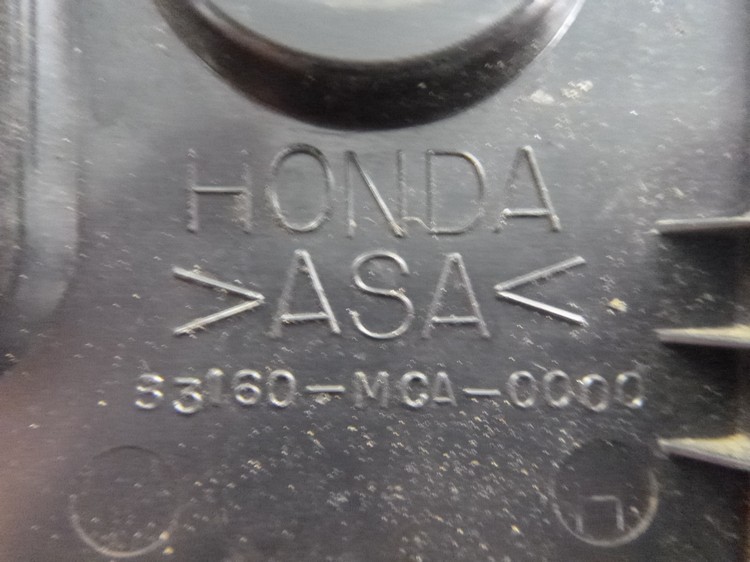 HONDA
>ASA<
83160-MCA-0000
L